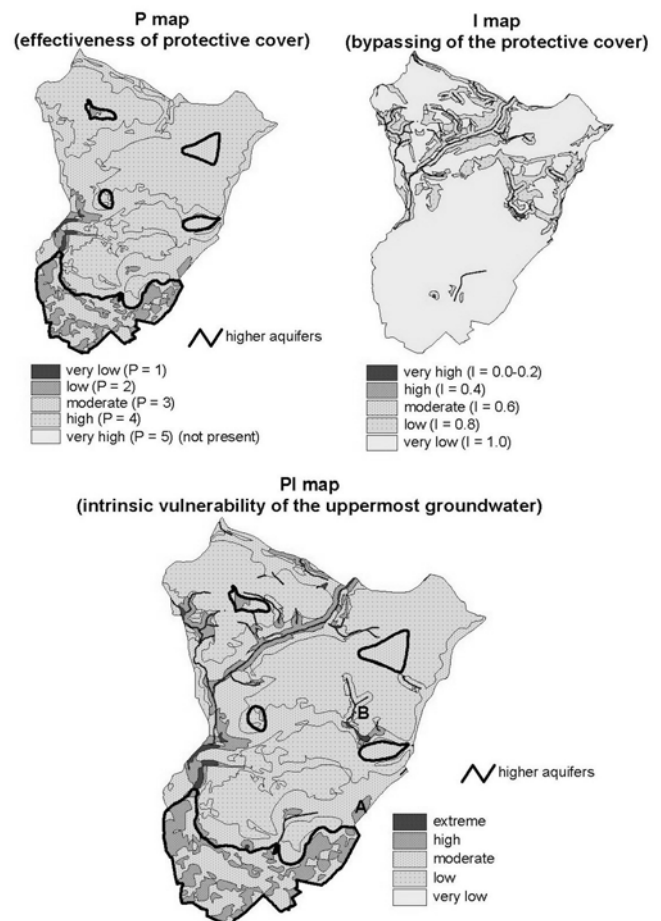 P map
(effectiveness of protective cover)
higher aquifers
very low (P = 1)
low (P = 2)
moderate (P = 3)
high (P = 4)
very high (P = 5) (not present)
I map
(bypassing of the protective cover)
very high (I = 0.0-0.2)
high (I = 0.4)
moderate (I = 0.6)
low (I = 0.8)
very low (I = 1.0)
PI map
(intrinsic vulnerability of the uppermost groundwater)
B
A
higher aquifers
extreme
high
moderate
low
very low